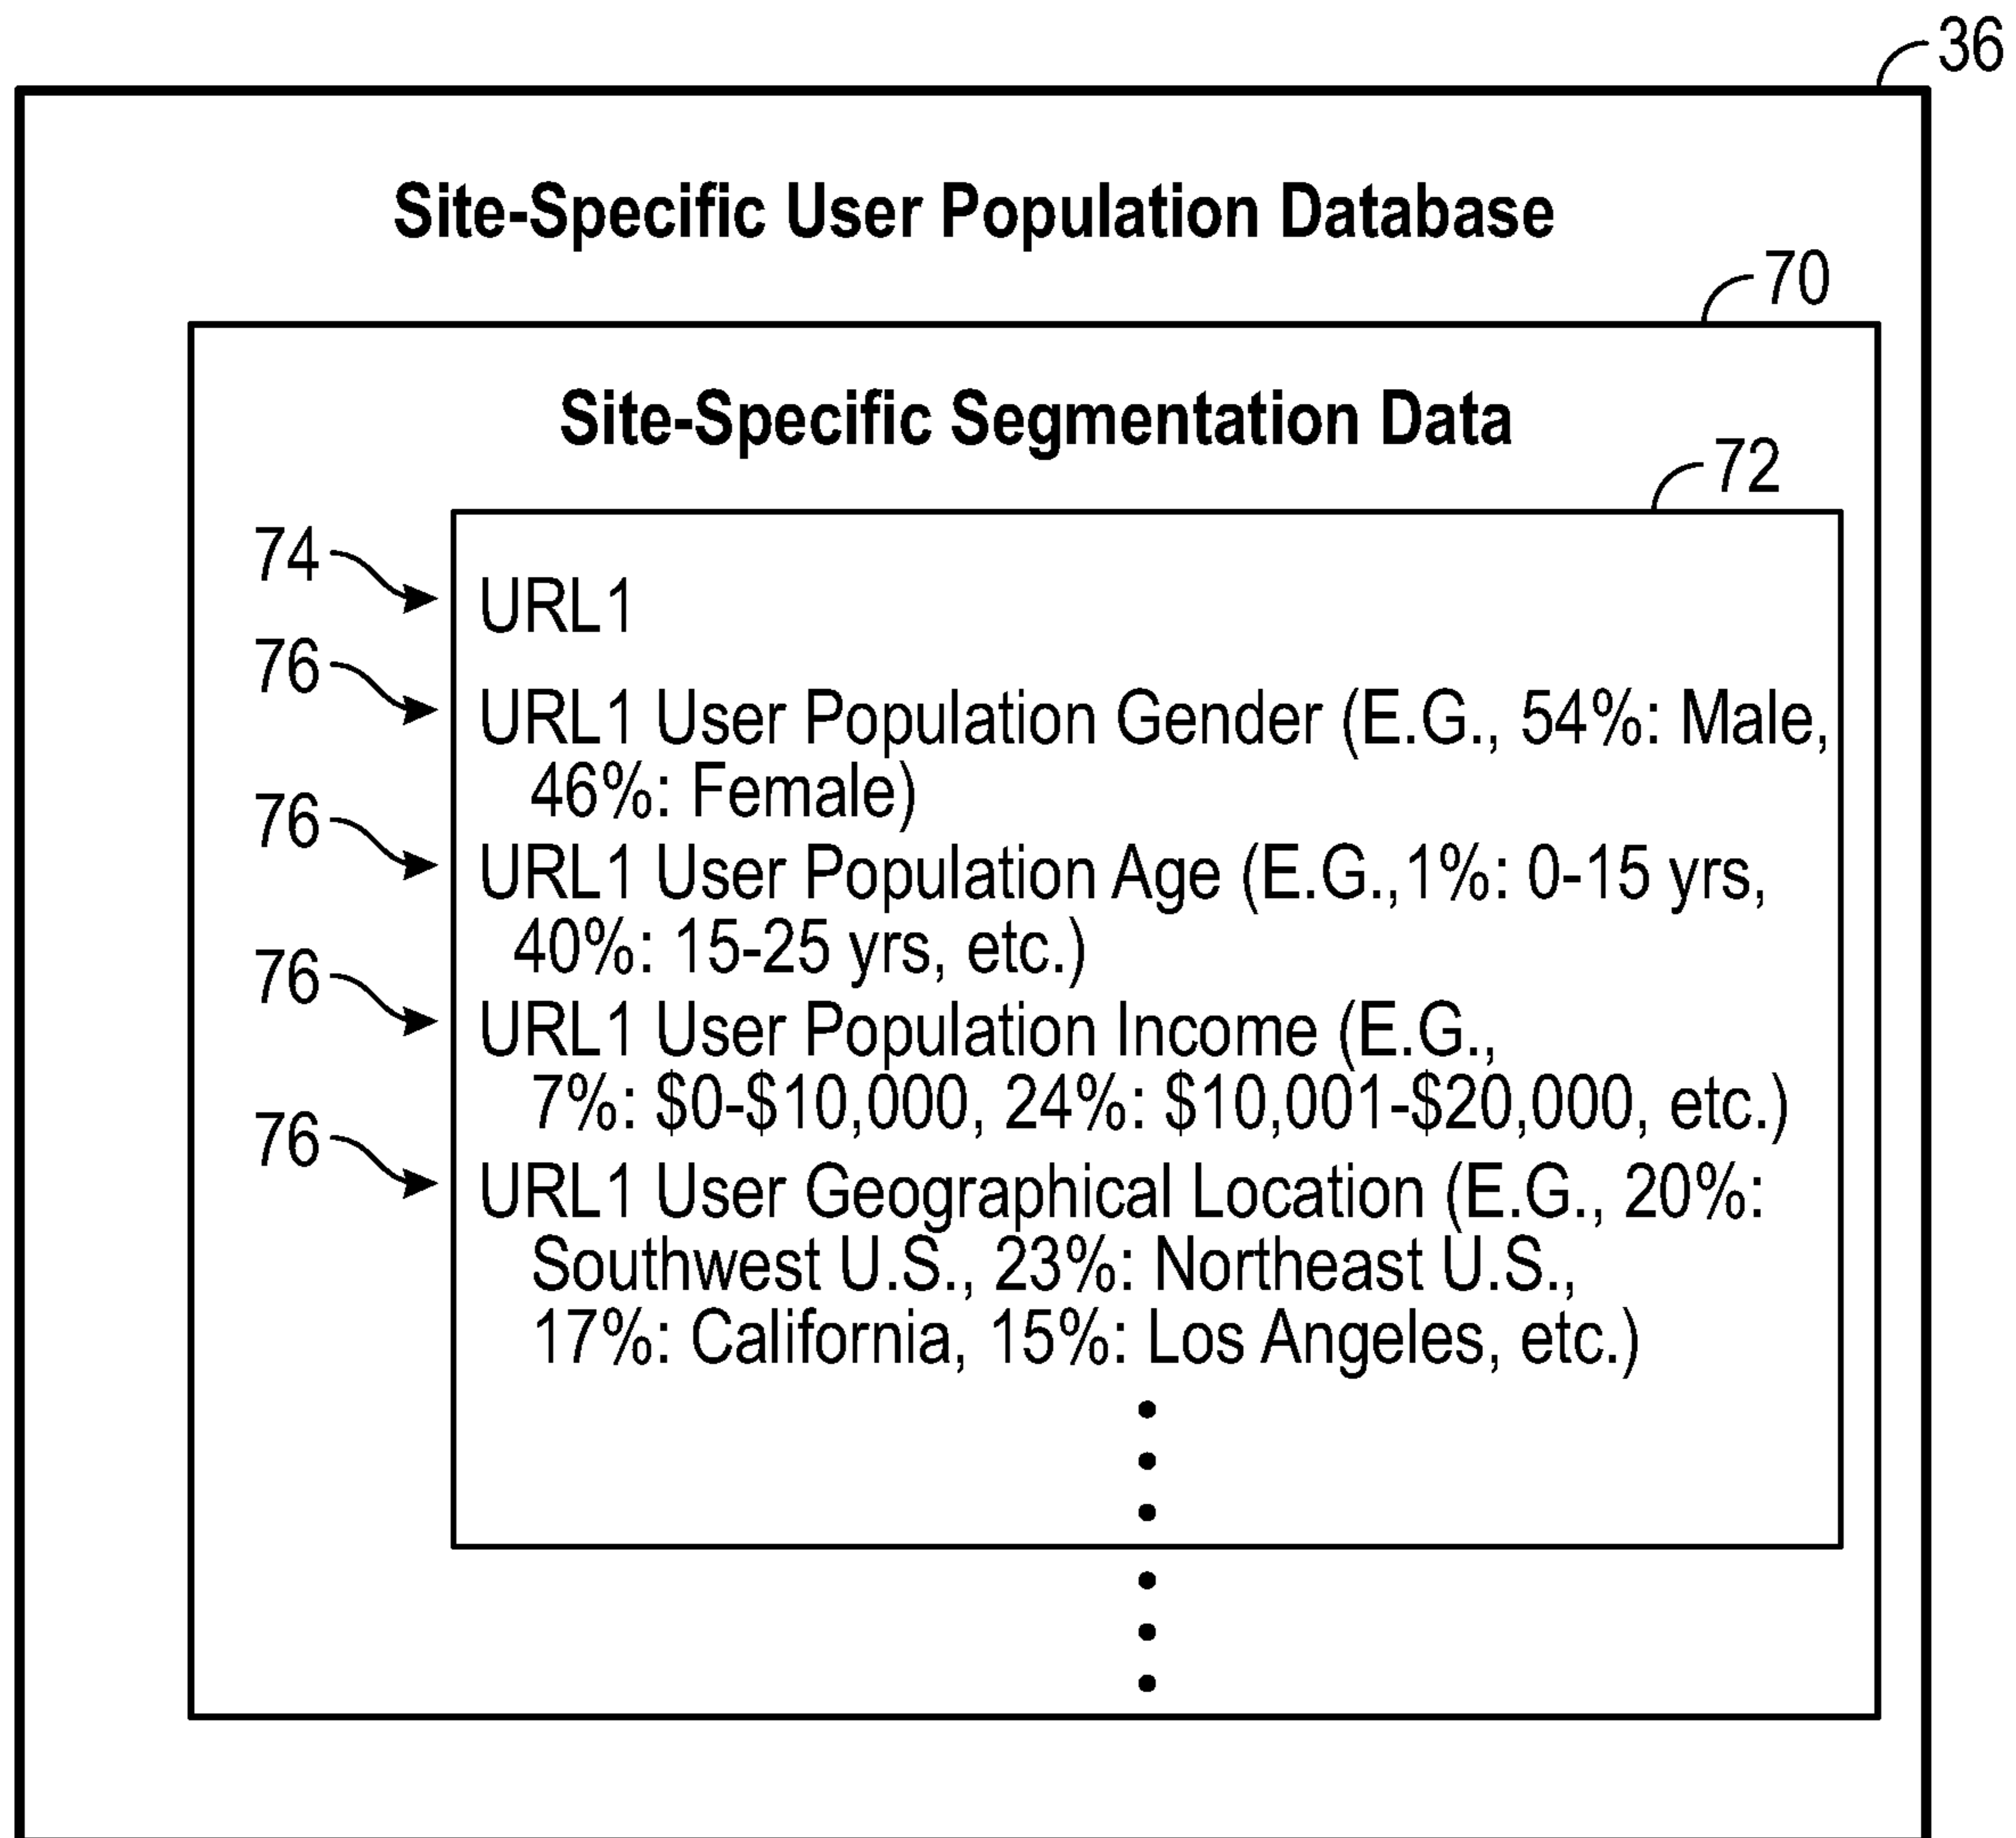 36
Site-Specific User Population Database
70
Site-Specific Segmentation Data
72
74
URL1
76
URL1 User Population Gender (E.G., 54%: Male,
46%: Female)
76
URL1 User Population Age (E.G.,1%: 0-15 yrs,
40%: 15-25 yrs, etc.)
76
URL1 User Population Income (E.G.,
7%: $0-$10,000, 24%: $10,001-$20,000, etc.)
76
URL1 User Geographical Location (E.G., 20%:
Southwest U.S., 23%: Northeast U.S.,
17%: California, 15%: Los Angeles, etc.)